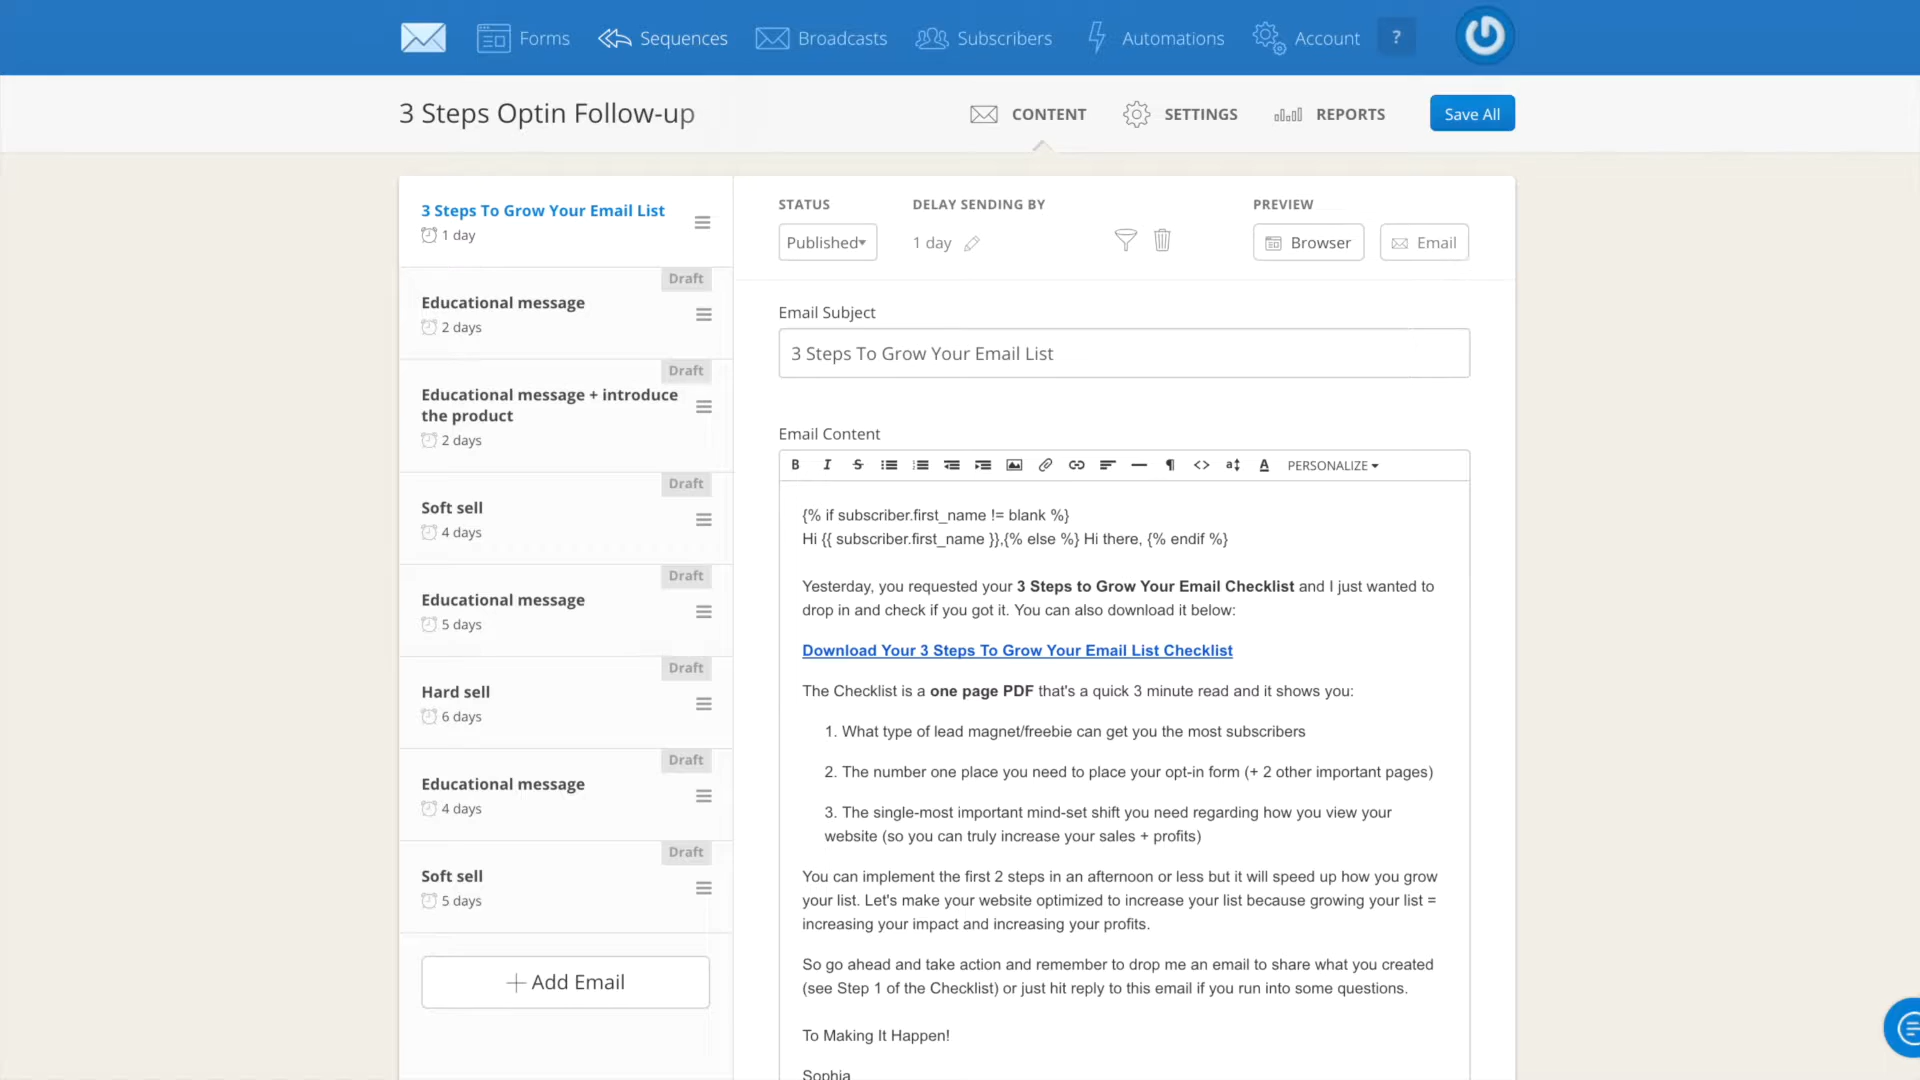 Forms
Sequences
Broadcasts
Subscribers
Automations
Account
?
3 Steps Optin Follow-up
CONTENT
SETTINGS
REPORTS
Save All
3 Steps To Grow Your Email List
1 day
Draft
Educational message
2 days
Draft
Educational message + introduce
the product
2 days
Draft
Soft sell
4 days
Draft
Educational message
5 days
Draft
Hard sell
6 days
Draft
Educational message
4 days
Draft
Soft sell
5 days
Add Email
STATUS
DELAY SENDING BY
PREVIEW
Published
1 day
Browser
Email
Email Subject
3 Steps To Grow Your Email List
Email Content
PERSONALIZE
{% if subscriber.first_name != blank %}
Hi {{ subscriber.first_name }},{% else %} Hi there, {% endif %}
Yesterday, you requested your 3 Steps to Grow Your Email Checklist and I just wanted to
drop in and check if you got it. You can also download it below:
Download Your 3 Steps To Grow Your Email List Checklist
The Checklist is a one page PDF that's a quick 3 minute read and it shows you:
1. What type of lead magnet/freebie can get you the most subscribers
2. The number one place you need to place your opt-in form (+ 2 other important pages)
3. The single-most important mind-set shift you need regarding how you view your
website (so you can truly increase your sales + profits)
You can implement the first 2 steps in an afternoon or less but it will speed up how you grow
your list. Let's make your website optimized to increase your list because growing your list =
increasing your impact and increasing your profits.
So go ahead and take action and remember to drop me an email to share what you created
(see Step 1 of the Checklist) or just hit reply to this email if you run into some questions.
To Making It Happen!
Sophia